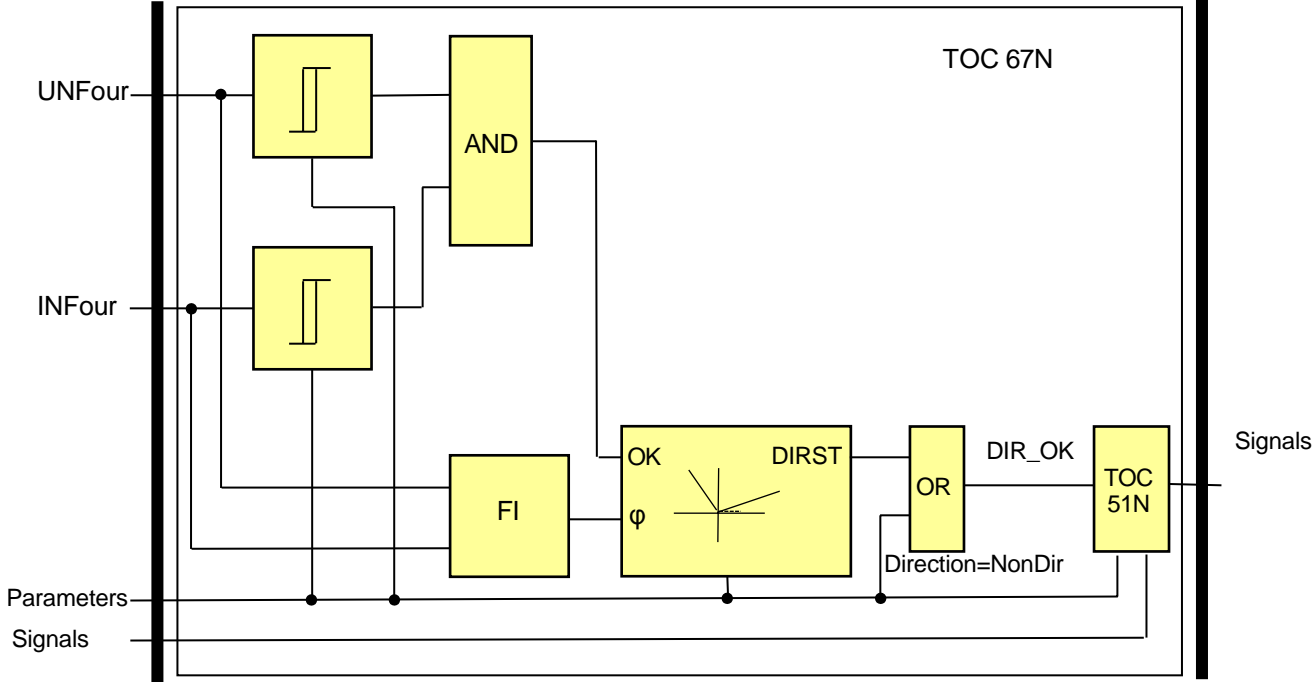 TOC 67N
UNFour
AND
INFour
OK
DIRST
DIR_OK
Signals
FI
φ
OR
TOC
51N
Direction=NonDir
Parameters
Signals